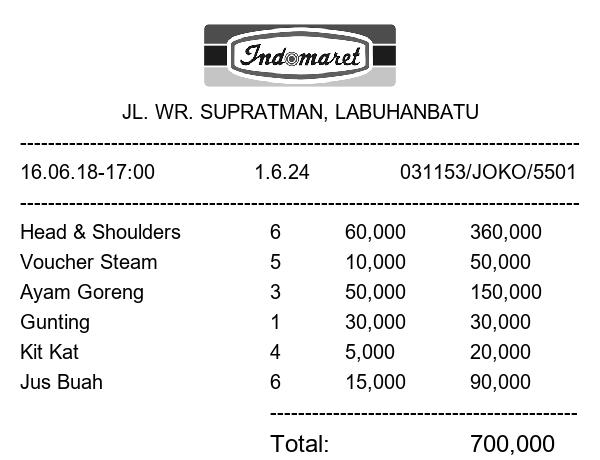 Indomaret
JL. WR. SUPRATMAN, LABUHANBATU
16.06.18-17:00 1.6.24 031153/JOKO/5501
Head & Shoulders 6 60,000 360,000
Voucher Steam 5 10,000 50,000
Ayam Goreng 3 50,000 150,000
Gunting 1 30,000 30,000
Kit Kat 4 5,000 20,000
Jus Buah 6 15,000 90,000
Total: 700,000